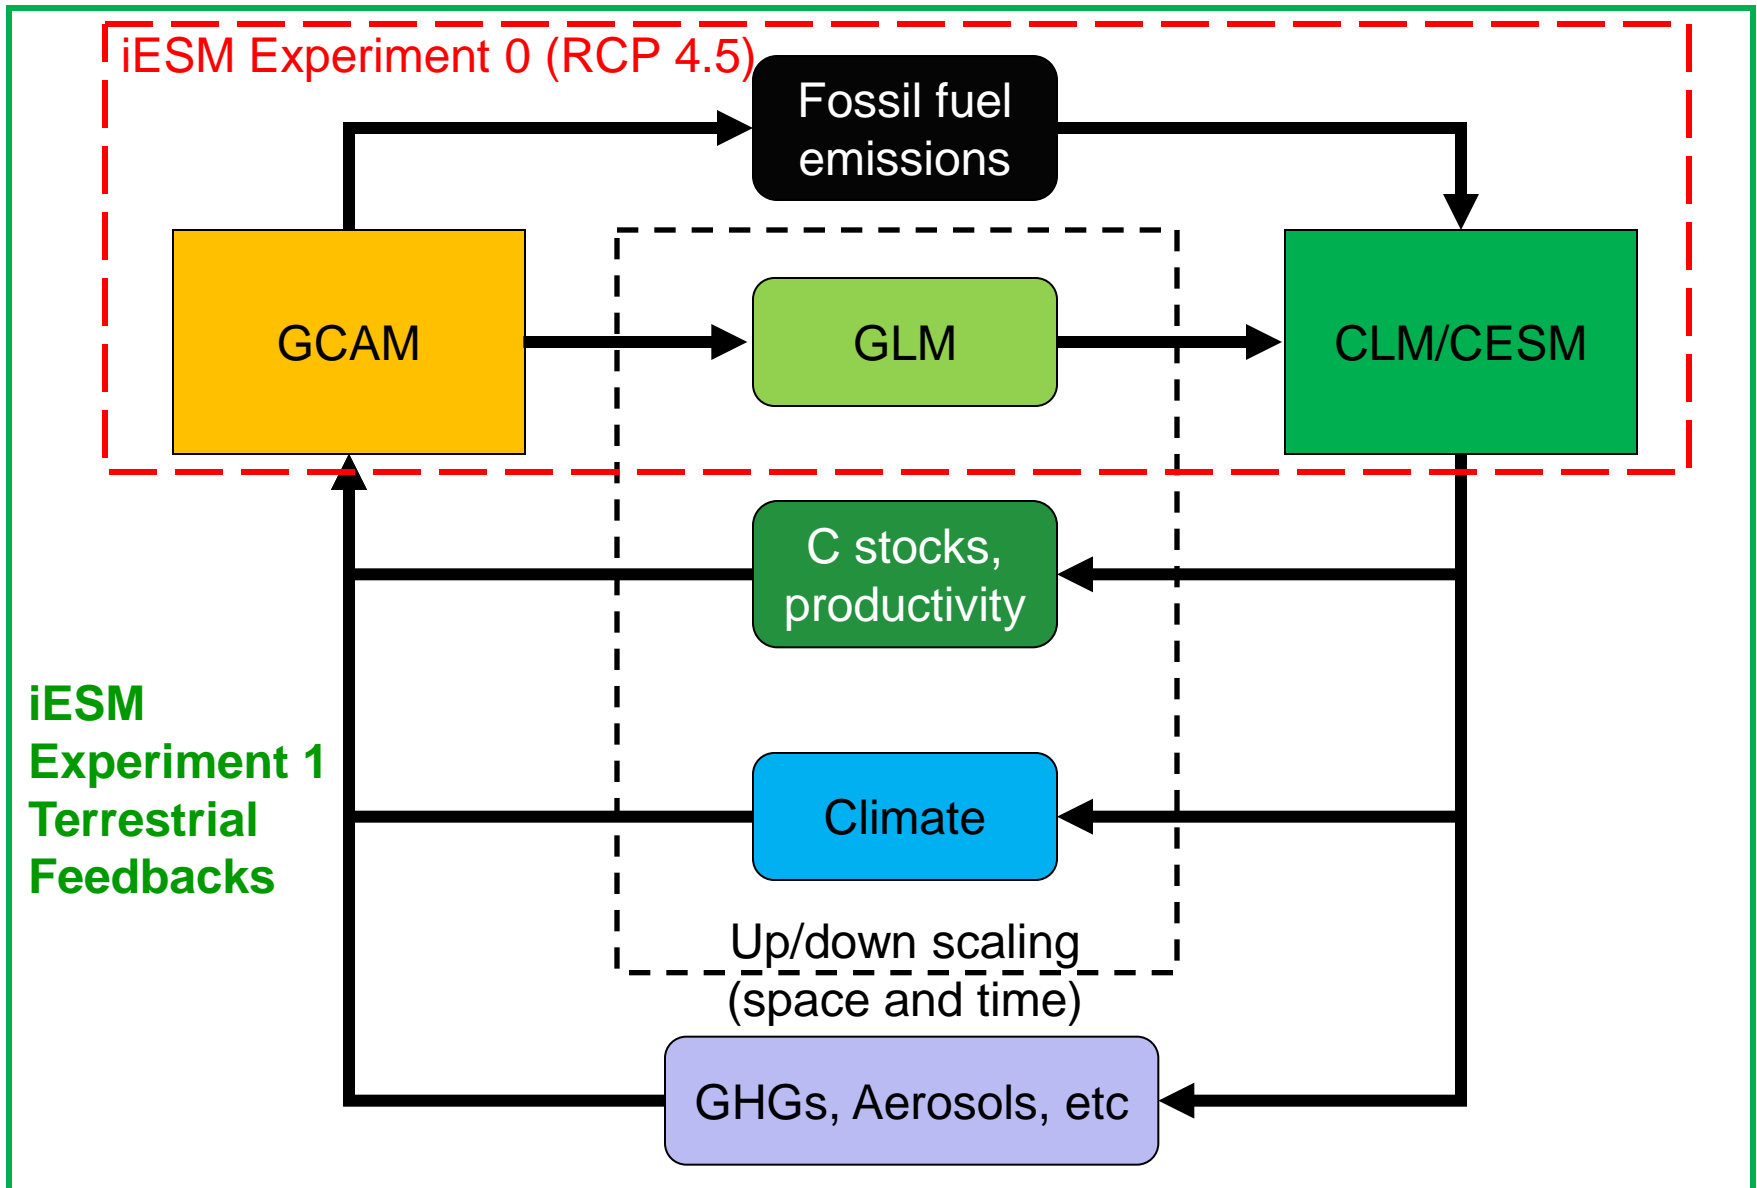 iESM Experiment 0 (RCP 4.5)
Fossil fuel
emissions
GCAM
GLM
CLM/CESM
C stocks,
productivity
iESM
Experiment 1
Terrestrial
Feedbacks
Climate
Up/down scaling
(space and time)
GHGs, Aerosols, etc